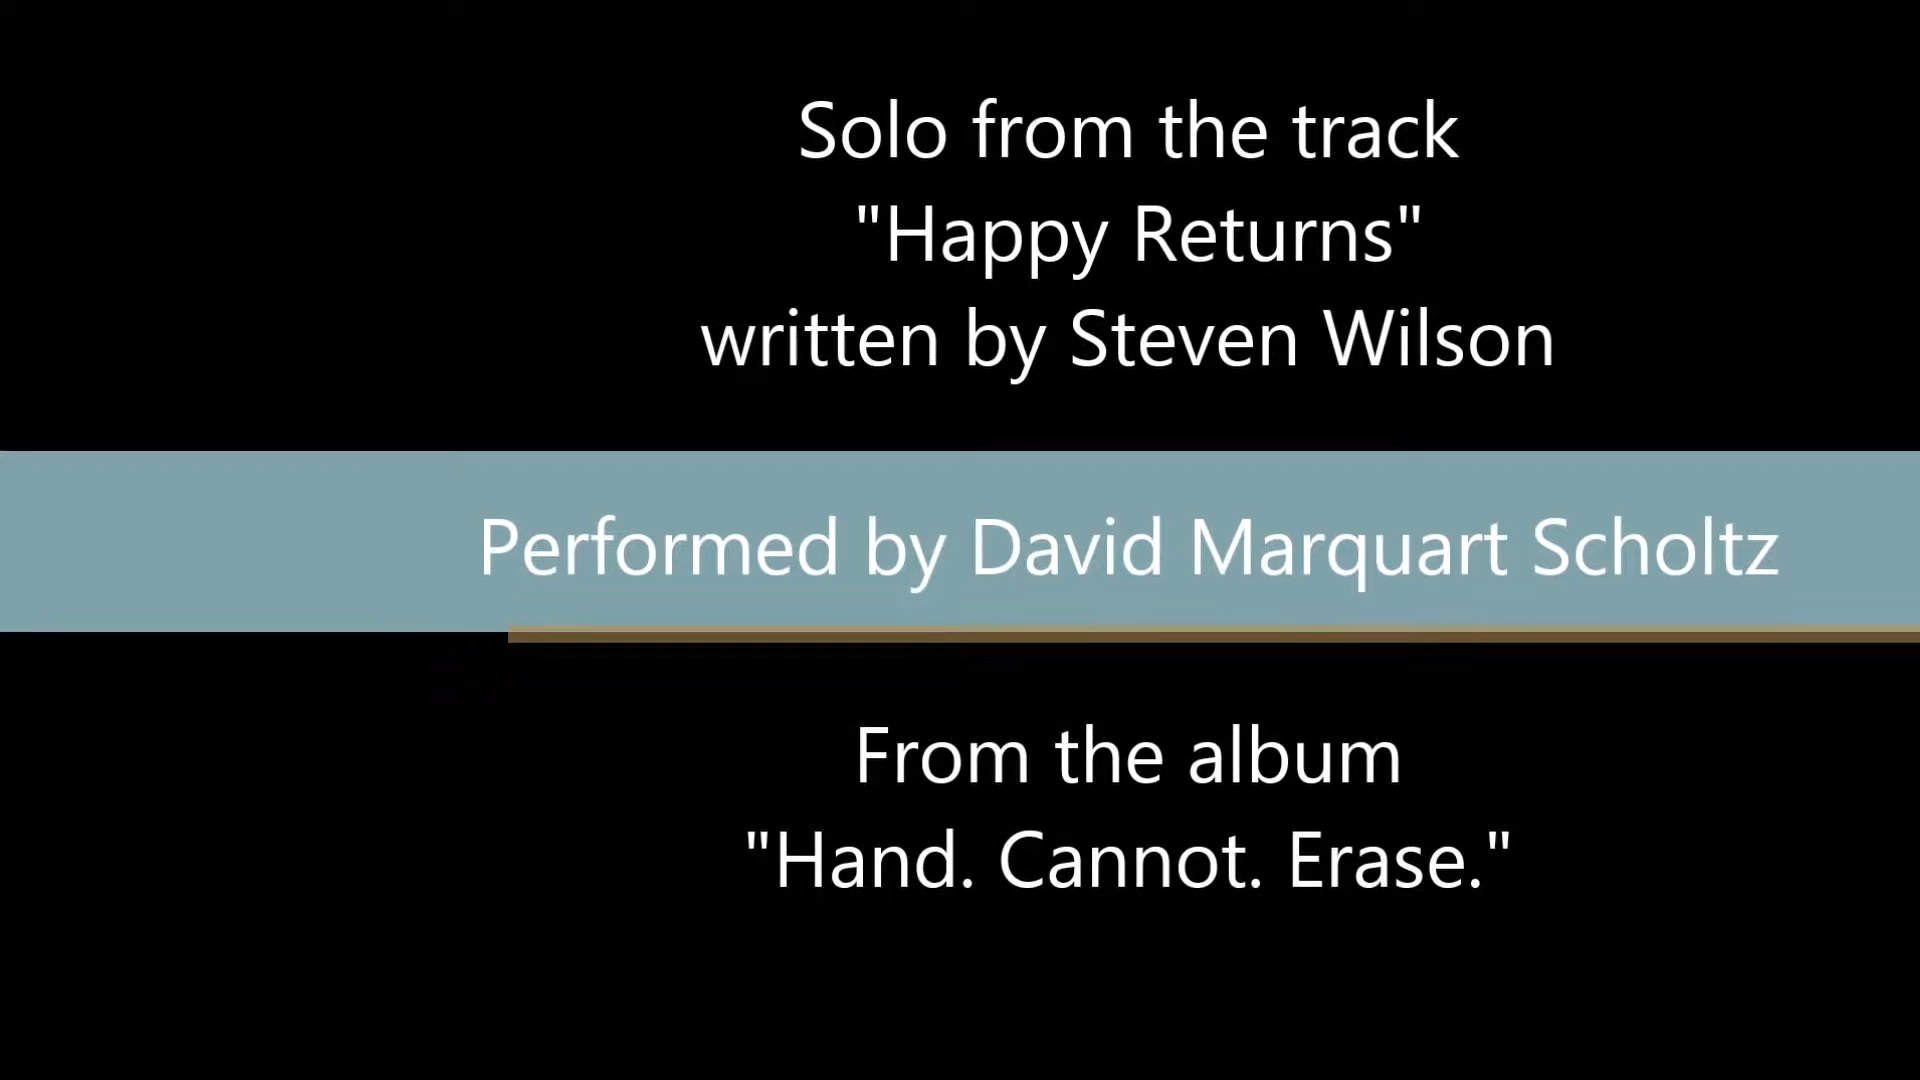 Solo from the track
"Happy Returns"
written by Steven Wilson
Performed by David Marquart Scholtz
From the album
"Hand. Cannot. Erase."